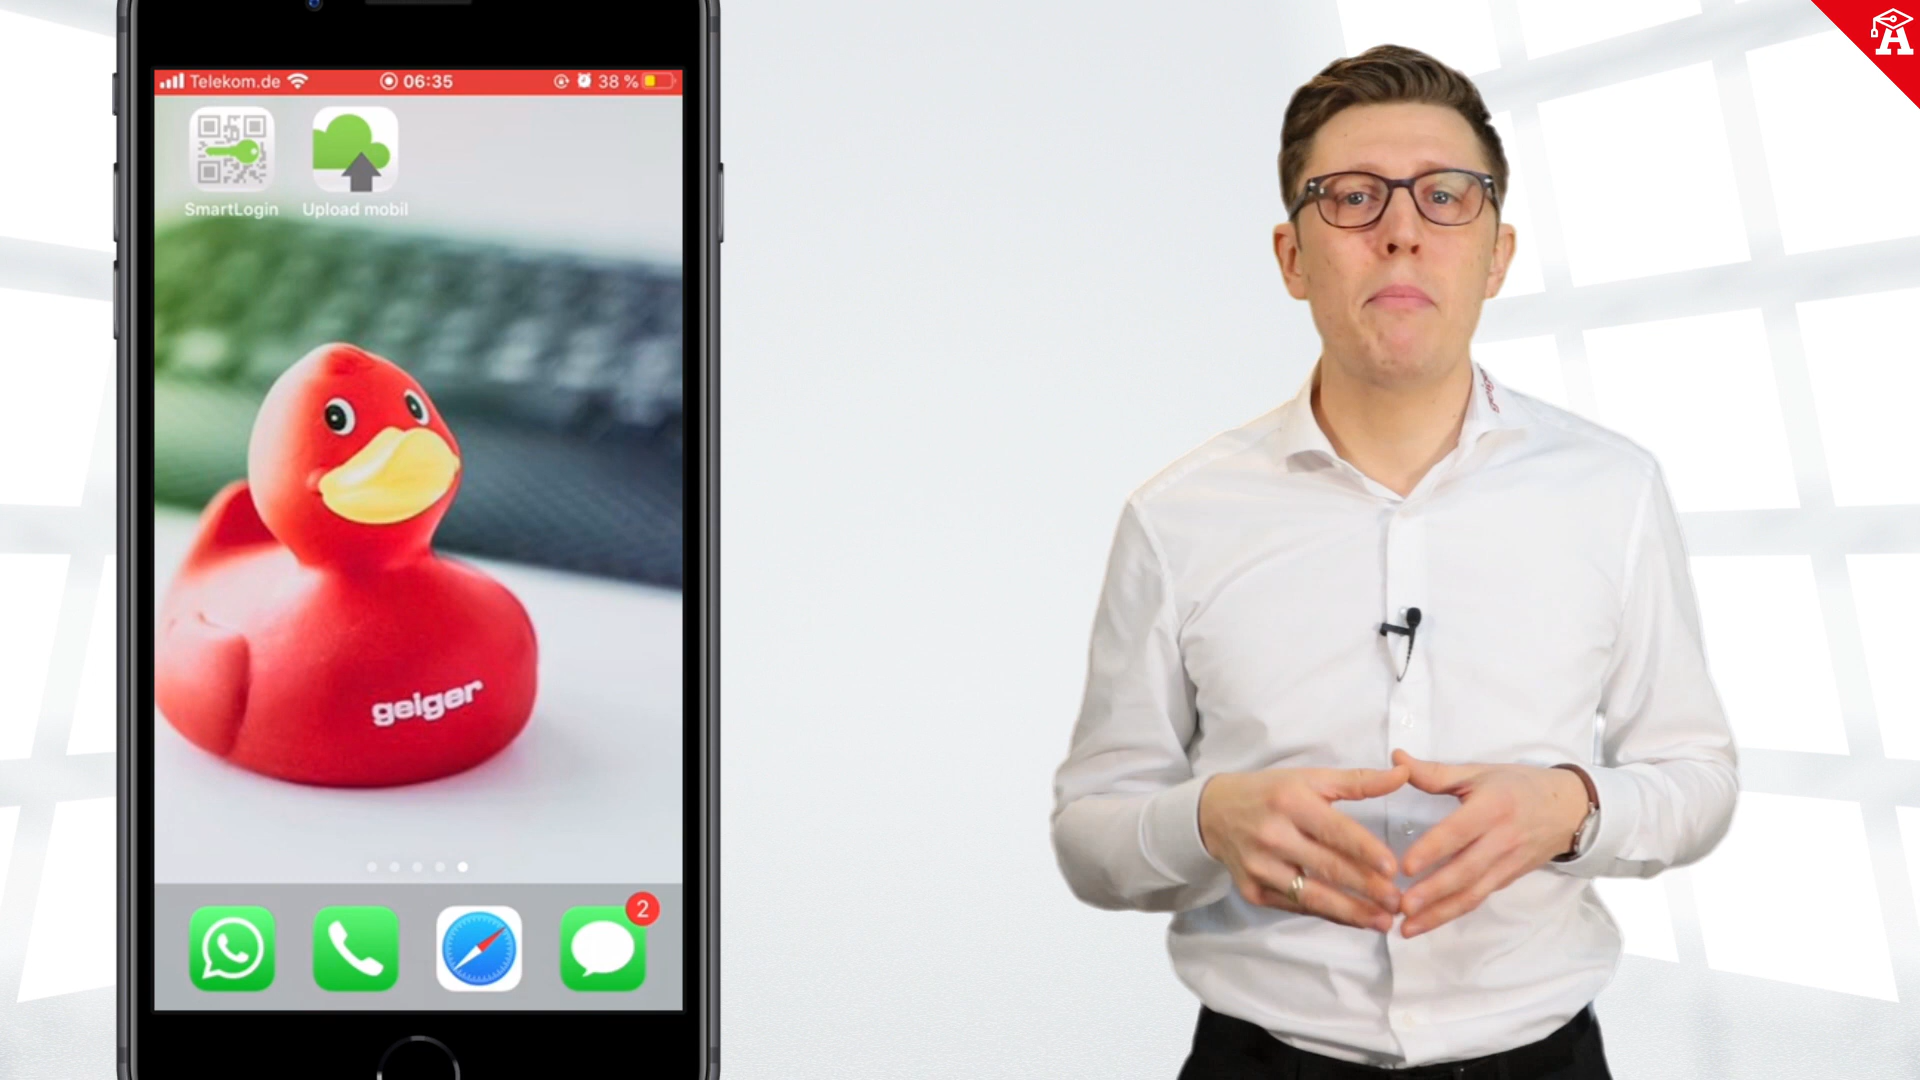 Telekom.de 06:35 38 %
SmartLogin Upload mobil
geiger
2
A